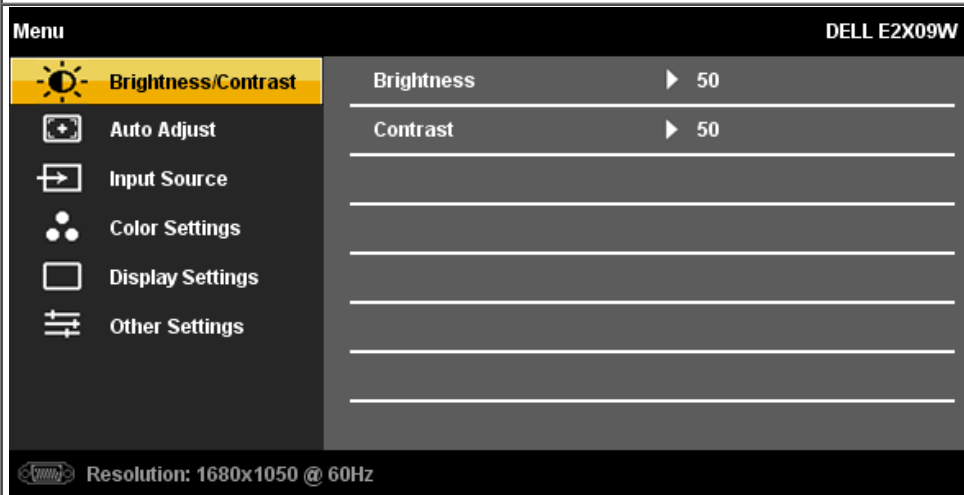 Menu DELL E2X09W
Brightness/Contrast Brightness 50
Auto Adjust Contrast 50
Input Source
Color Settings
Display Settings
Other Settings
Resolution: 1680x1050 @ 60Hz